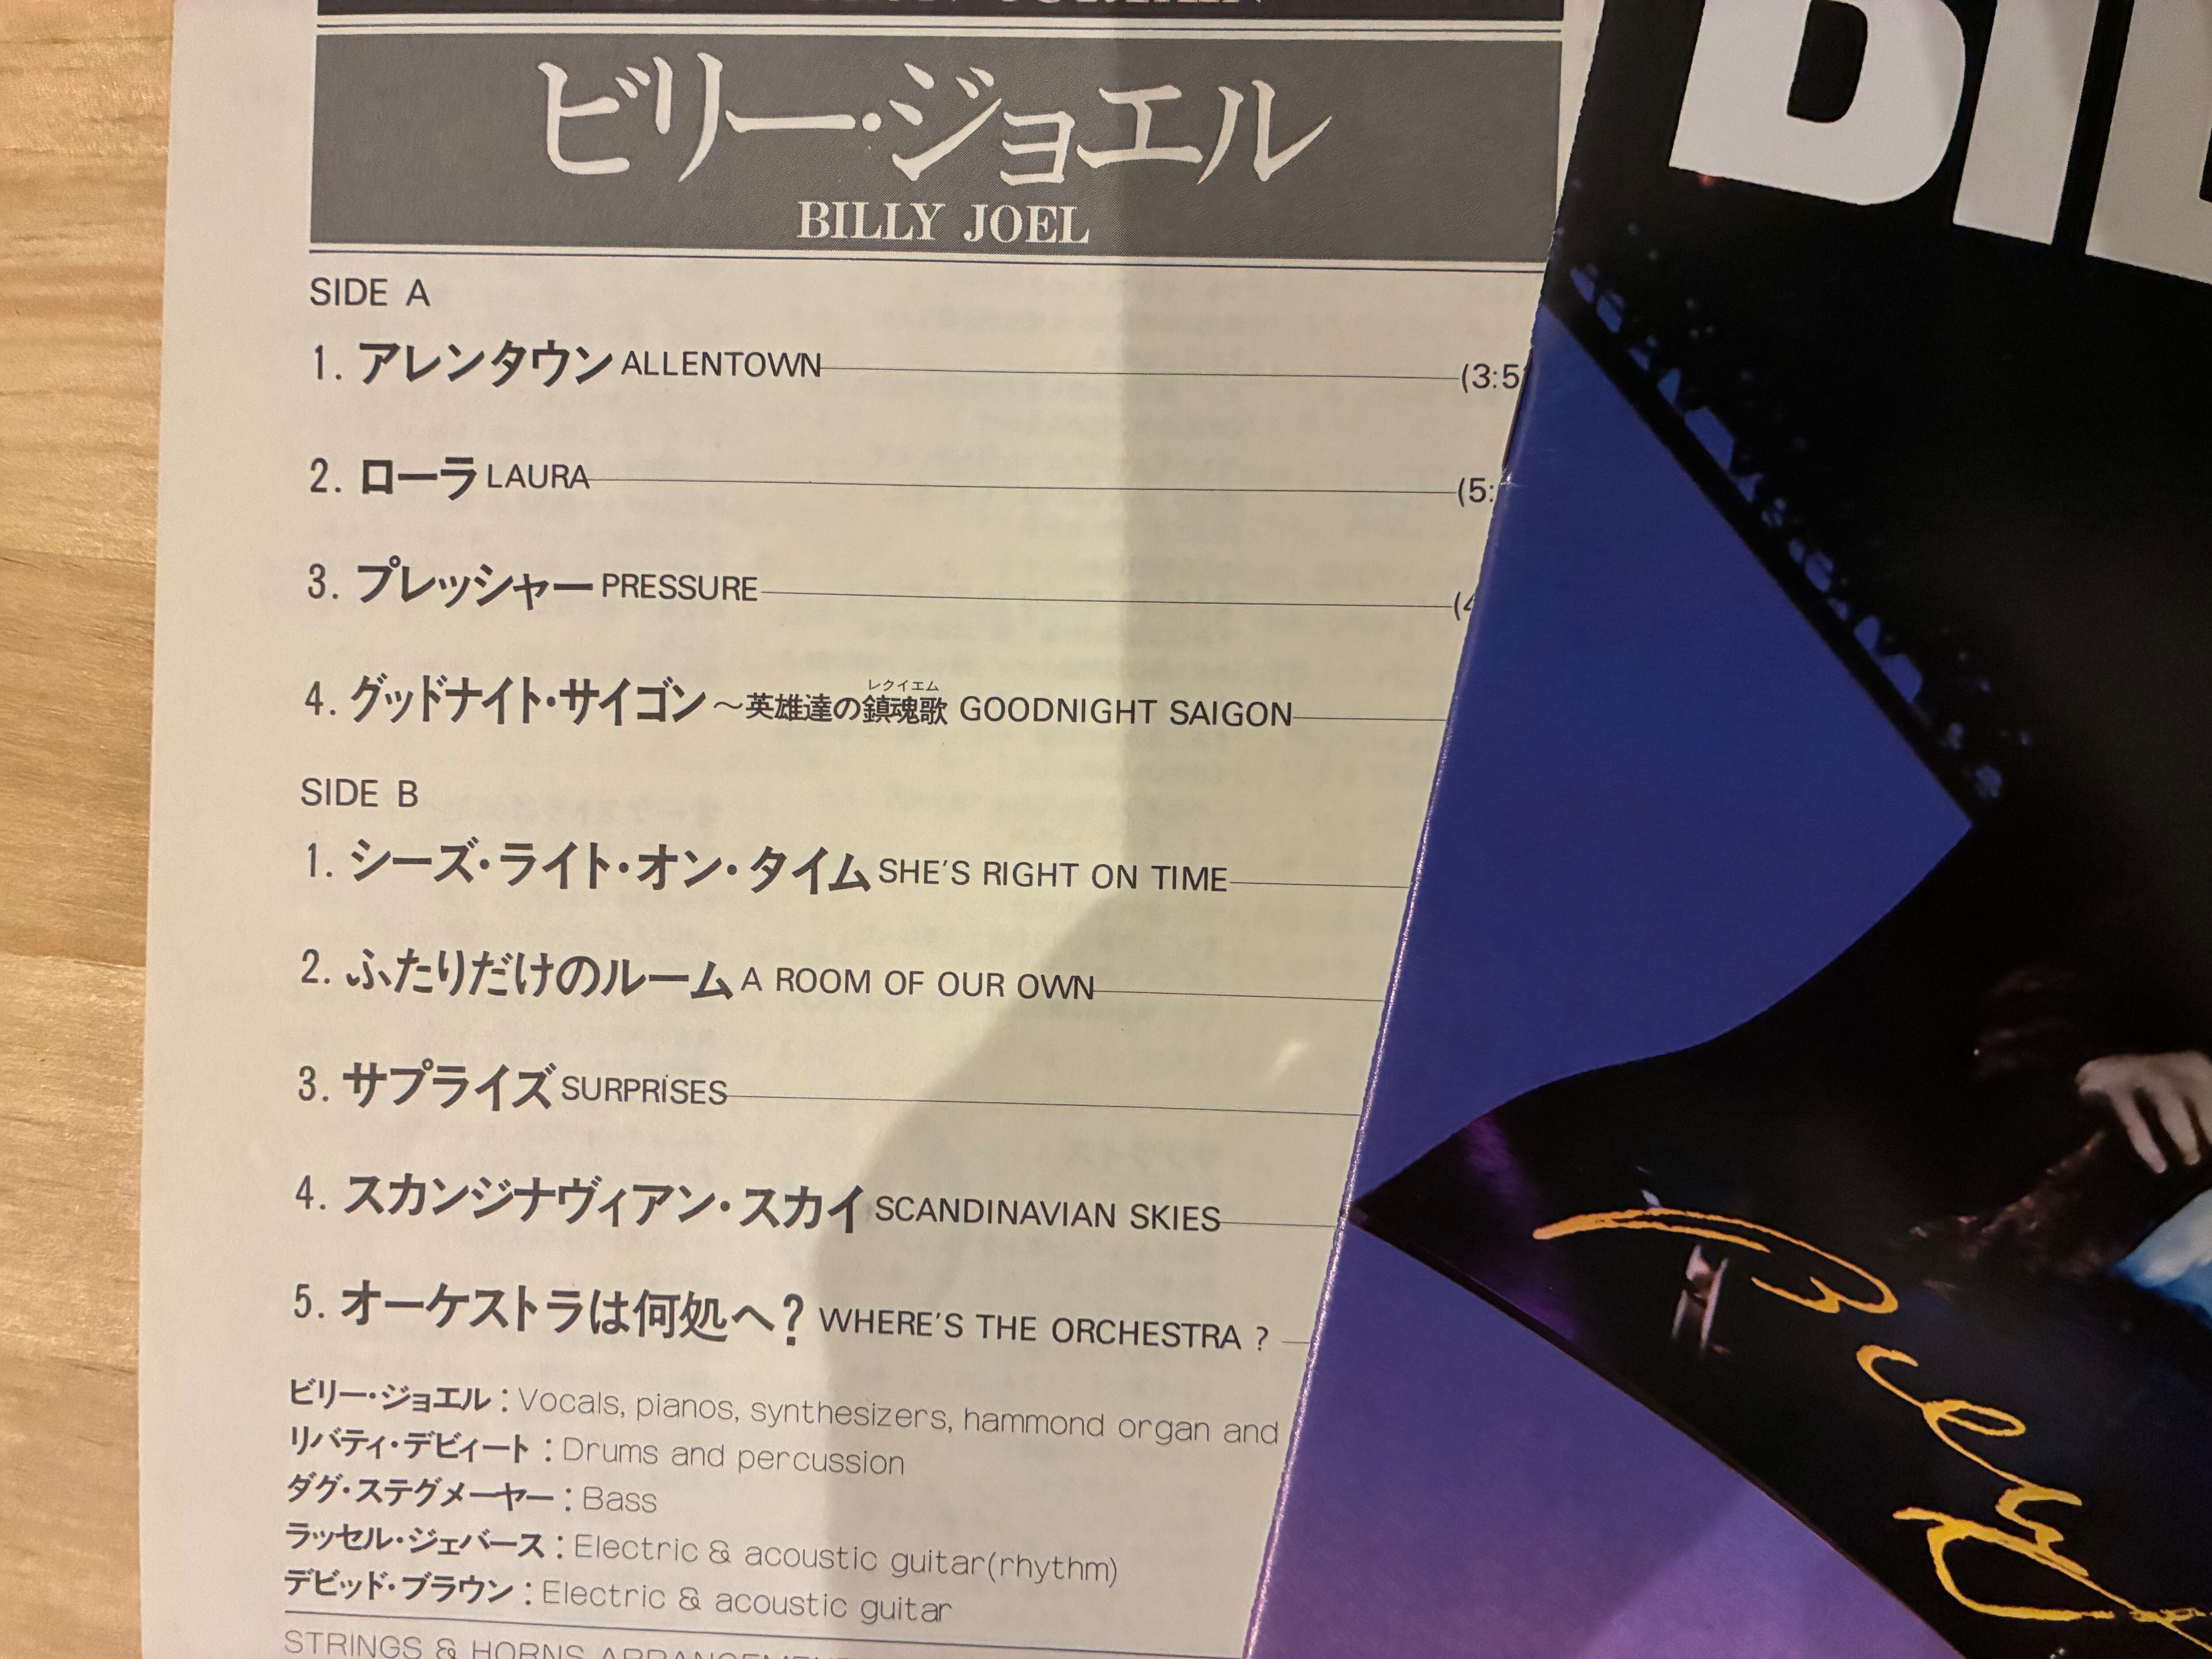 ビリー・ジョエル
BILLY JOEL
SIDE A
1. アレンタウン ALLENTOWN (3:5
2. ローラ LAURA (5:
3. プレッシャー PRESSURE (4
レクイエム
4. グッドナイト・サイゴン 〜英雄達の鎮魂歌 GOODNIGHT SAIGON
SIDE B
1. シーズ・ライト・オン・タイム SHE'S RIGHT ON TIME
2. ふたりだけのルーム A ROOM OF OUR OWN
3. サプライズ SURPRISES
4. スカンジナヴィアン・スカイ SCANDINAVIAN SKIES
5. オーケストラは何処へ? WHERE'S THE ORCHESTRA ?
ビリー・ジョエル : Vocals, pianos, synthesizers, hammond organ and
リバティ・デビィート : Drums and percussion
ダグ・ステグメーヤー : Bass
ラッセル・ジェバース : Electric & acoustic guitar(rhythm)
デビッド・ブラウン : Electric & acoustic guitar
STRINGS & HORNS
Billy